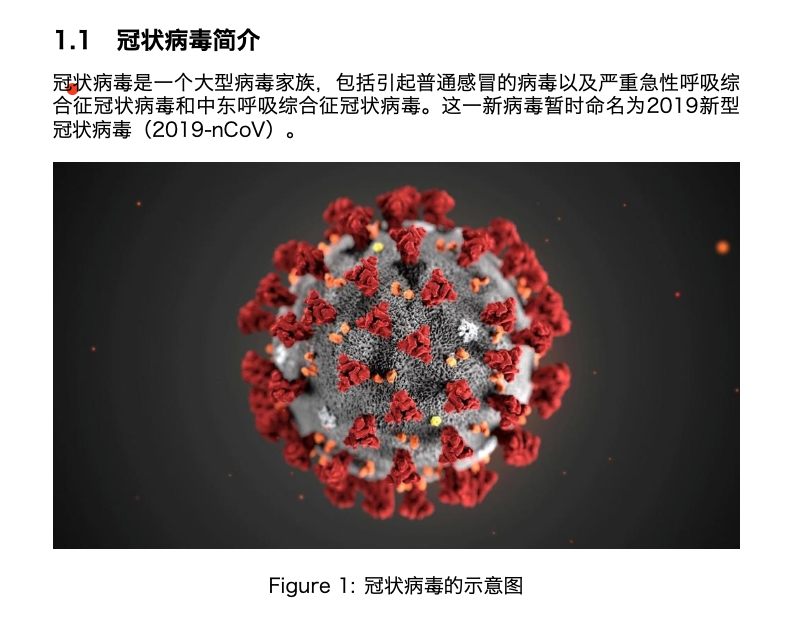 1.1 冠状病毒简介
冠状病毒是一个大型病毒家族，包括引起普通感冒的病毒以及严重急性呼吸综
合征冠状病毒和中东呼吸综合征冠状病毒。这一新病毒暂时命名为2019新型
冠状病毒（2019-nCoV）。
Figure 1: 冠状病毒的示意图